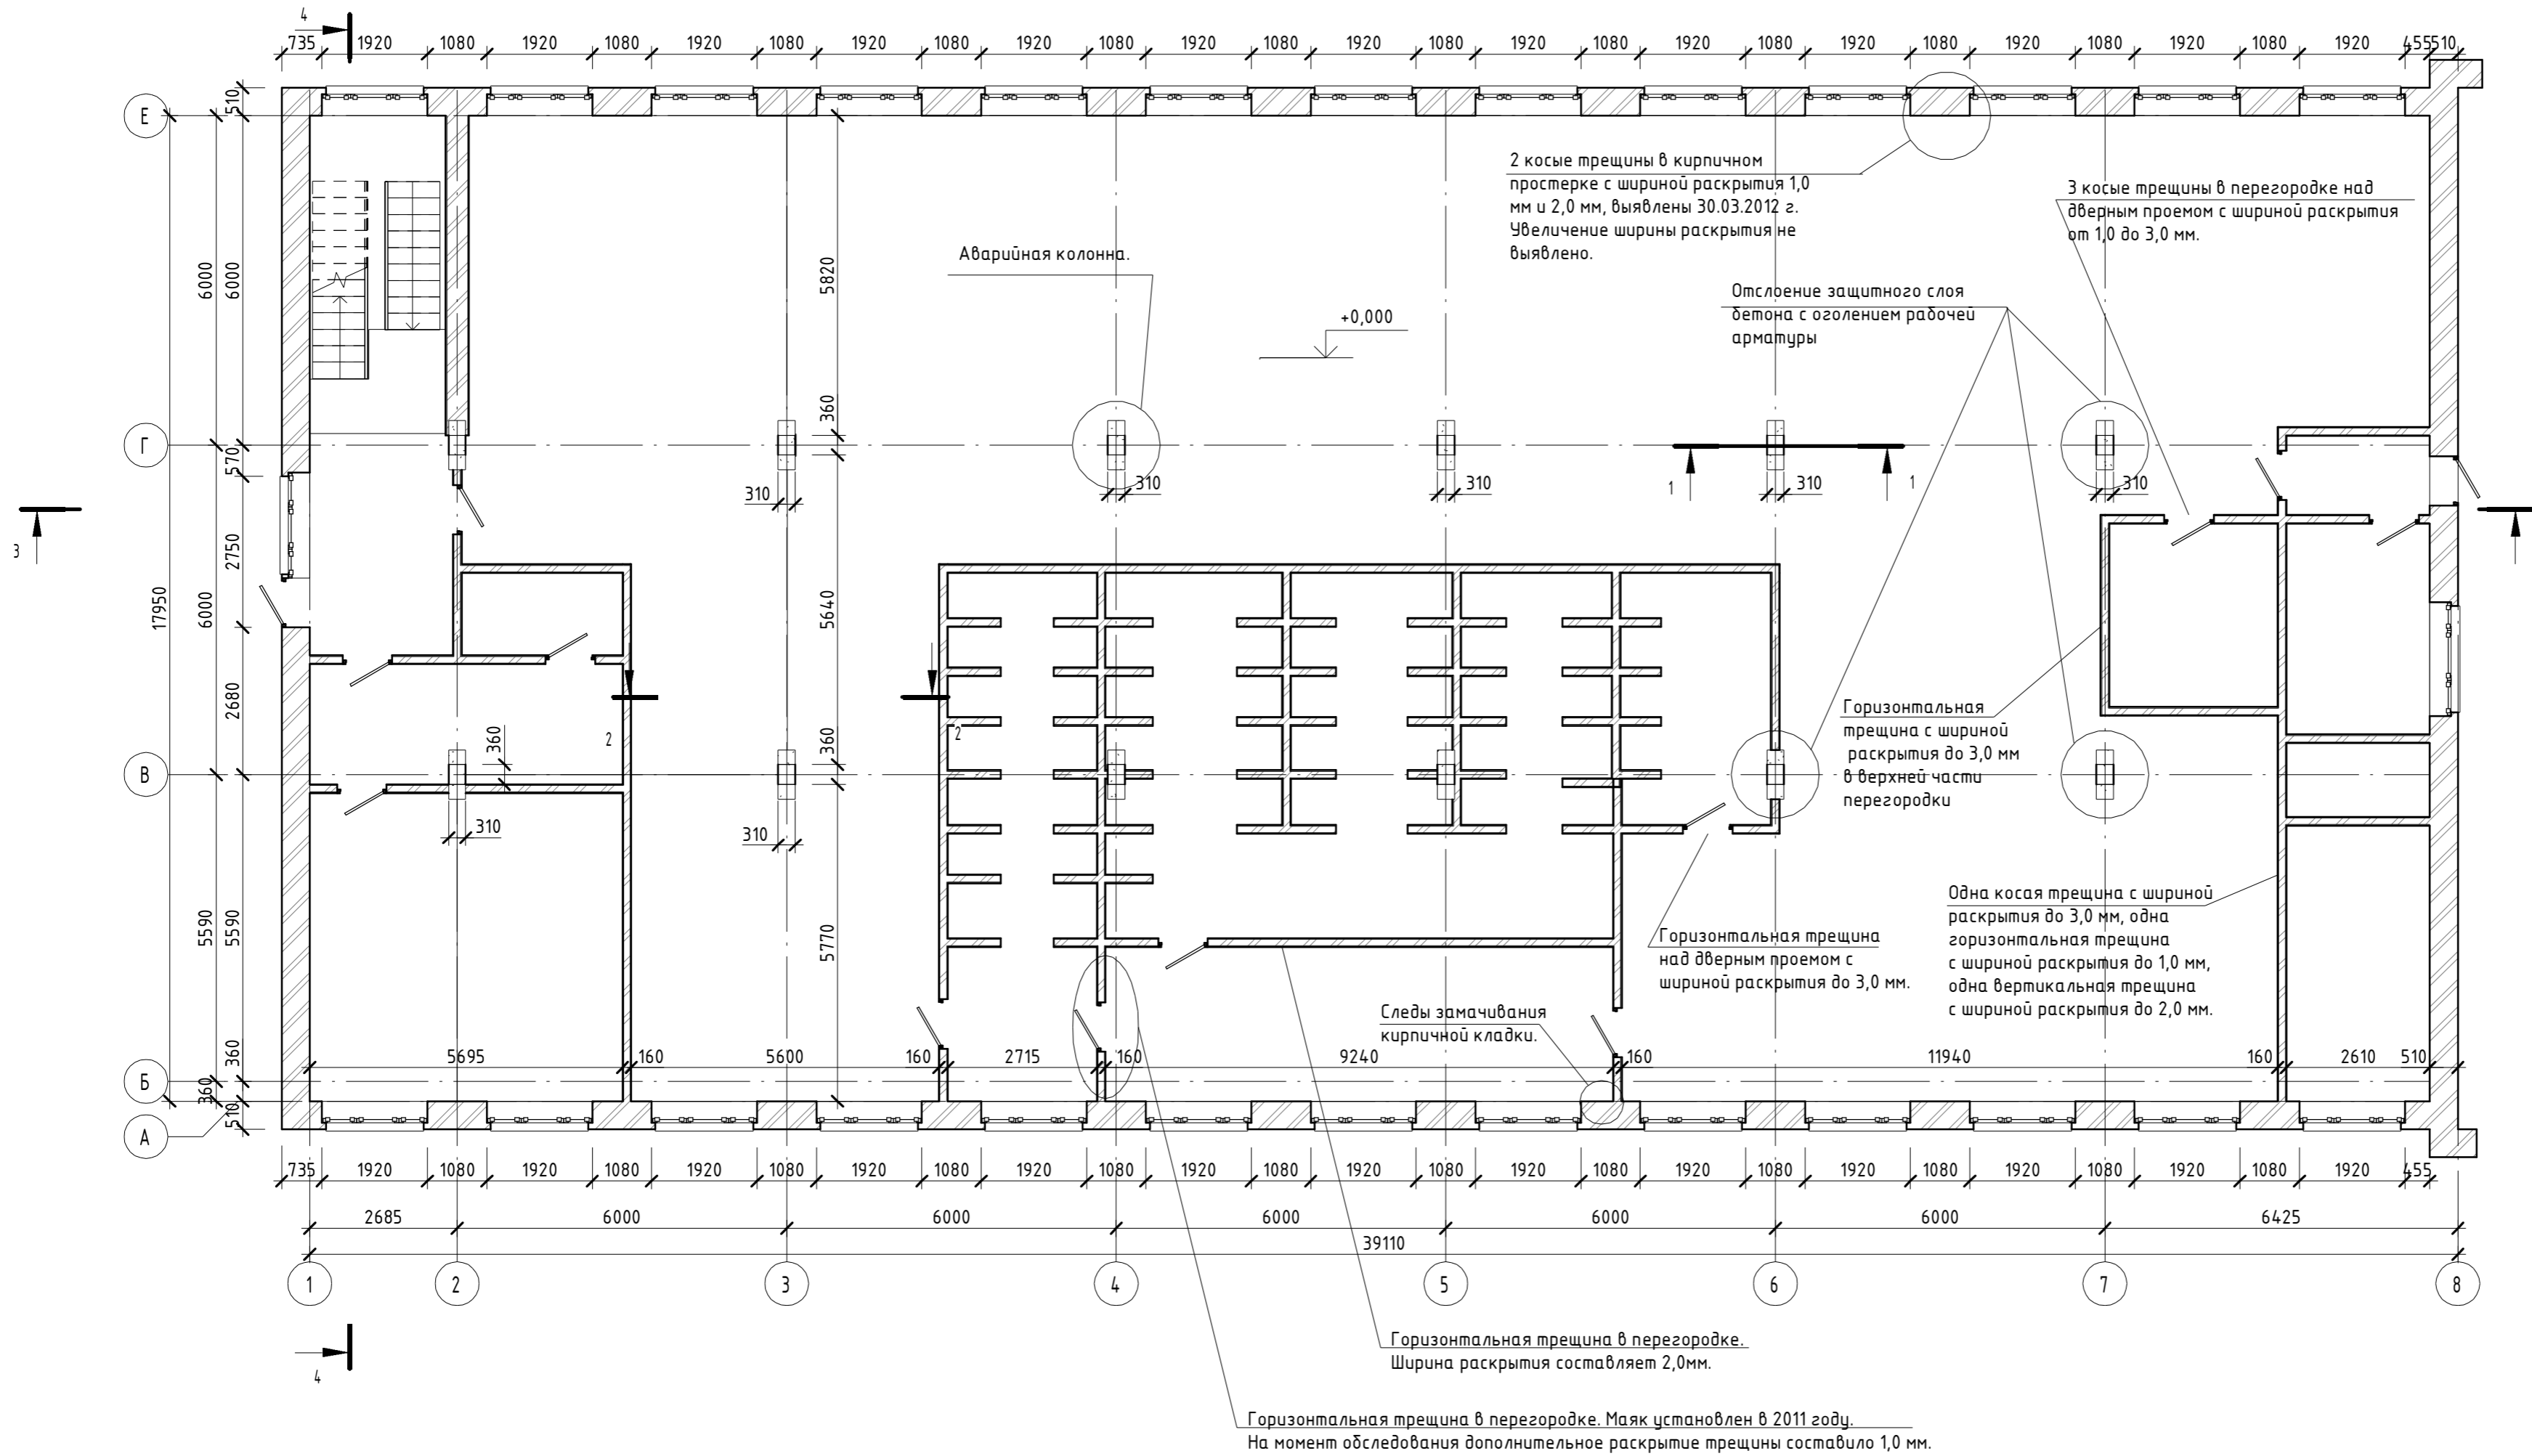 4
735 1920 1080 1920 1080 1920 1080 1920 1080 1920 1080 1920 1080 1920 1080 1920 1080 1920 1080 1920 1080 1920 1080 1920 1080 1920 455 510
510
Е
2 косые трещины в кирпичном
простерке с шириной раскрытия 1,0
мм и 2,0 мм, выявлены 30.03.2012 г.
Увеличение ширины раскрытия не
выявлено.
3 косые трещины в перегородке над
дверным проемом с шириной раскрытия
от 1,0 до 3,0 мм.
Аварийная колонна.
6000 6000 5820
Отслоение защитного слоя
бетона с оголением рабочей
арматуры
+0,000
360
Г
570
310 310 310 310 310
1 1
3
2750
17950 6000 5640
2680
Горизонтальная
трещина с шириной
раскрытия до 3,0 мм
в верхней части
перегородки
2 2
360 360
В
310 310
5590 5590 5770
Одна косая трещина с шириной
раскрытия до 3,0 мм, одна
горизонтальная трещина
с шириной раскрытия до 1,0 мм,
одна вертикальная трещина
с шириной раскрытия до 2,0 мм.
Горизонтальная трещина
над дверным проемом с
шириной раскрытия до 3,0 мм.
Следы замачивания
кирпичной кладки.
360
5695 160 5600 160 2715 160 9240 160 11940 160 2610 510
Б
360
510
А
735 1920 1080 1920 1080 1920 1080 1920 1080 1920 1080 1920 1080 1920 1080 1920 1080 1920 1080 1920 1080 1920 1080 1920 1080 1920 455
2685 6000 6000 6000 6000 6000 6425
39110
1 2 3 4 5 6 7 8
4
Горизонтальная трещина в перегородке.
Ширина раскрытия составляет 2,0мм.
Горизонтальная трещина в перегородке. Маяк установлен в 2011 году.
На момент обследования дополнительное раскрытие трещины составило 1,0 мм.